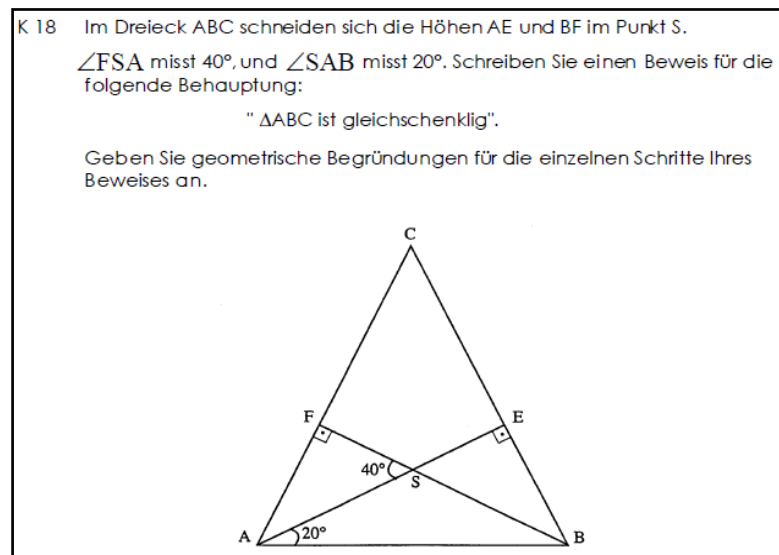 K 18 Im Dreieck ABC schneiden sich die Höhen AE und BF im Punkt S.
∠FSA misst 40°, und ∠SAB misst 20°. Schreiben Sie einen Beweis für die
folgende Behauptung:
" ΔABC ist gleichschenklig".
Geben Sie geometrische Begründungen für die einzelnen Schritte Ihres
Beweises an.
C
F
E
40°
S
A
20°
B